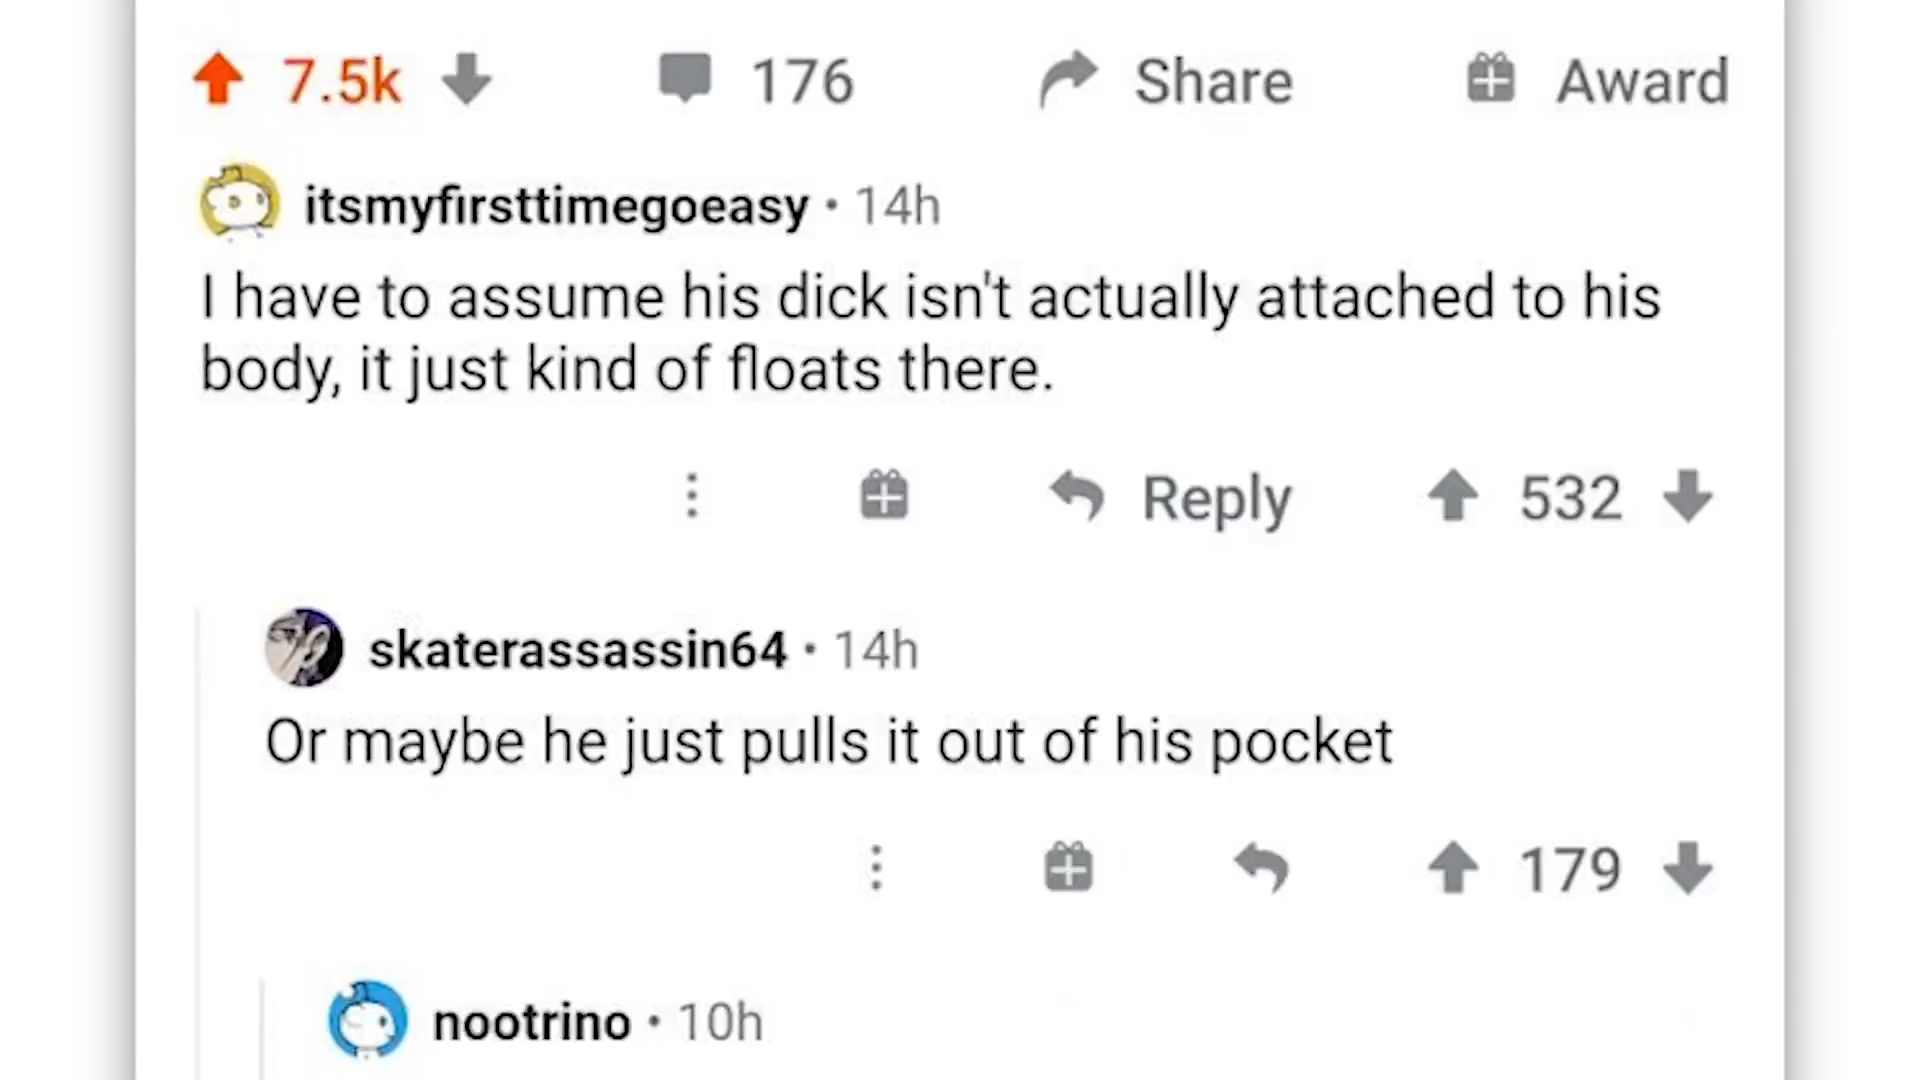 7.5k 176 Share Award
itsmyfirsttimegoeasy • 14h
I have to assume his dick isn't actually attached to his
body, it just kind of floats there.
Reply 532
skaterassassin64 • 14h
Or maybe he just pulls it out of his pocket
179
nootrino • 10h